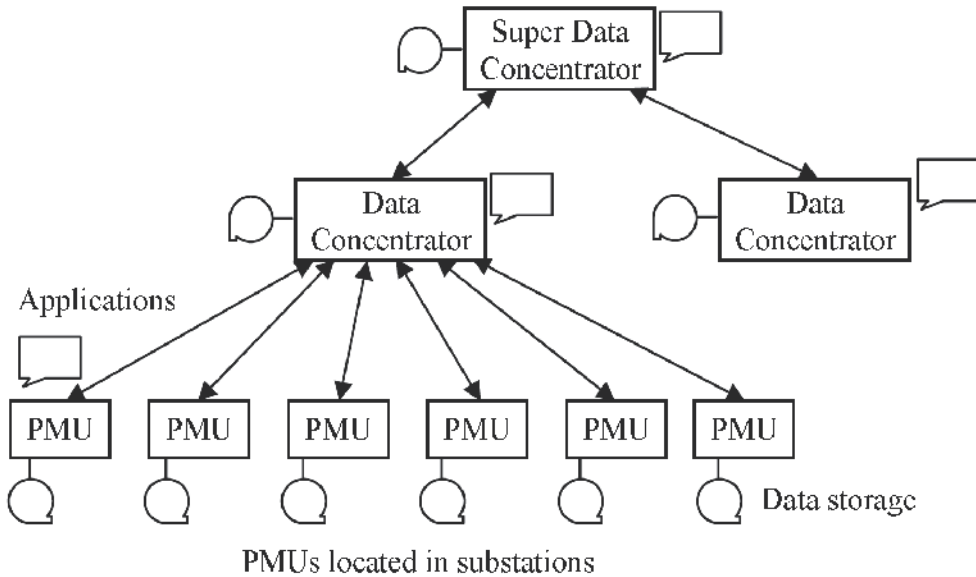 Super Data
Concentrator
Data
Concentrator
Data
Concentrator
Applications
PMU
PMU
PMU
PMU
PMU
PMU
Data storage
PMUs located in substations